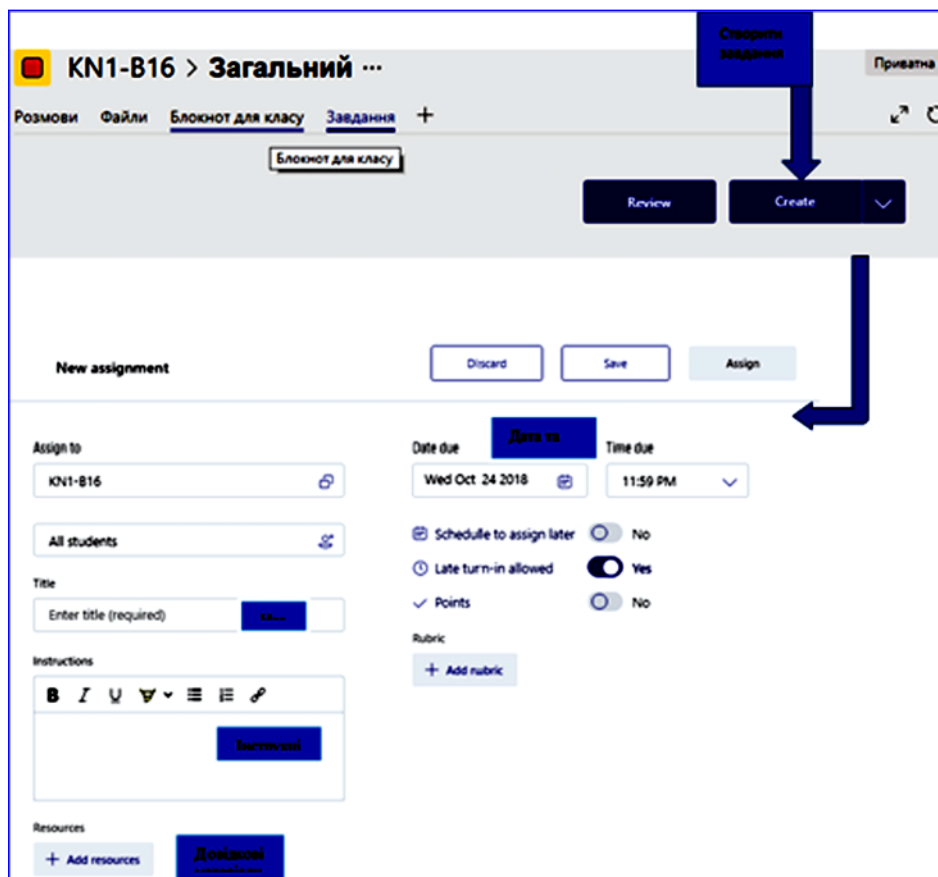 Створити
завдання
KN1-B16 > Загальний ...
Приватна
Розмови Файли Блокнот для класу Завдання +
Блокнот для класу
Review Create
New assignment Discard Save Assign
Assign to
KN1-B16
All students
Title
Enter title (required)
Instructions
B I U
Resources
+ Add resources
Довідкові
Date due Дата та Time due
Wed Oct 24 2018 11:59 PM
Schedulle to assign later No
Late turn-in allowed Yes
Points No
Rubric
+ Add rubric